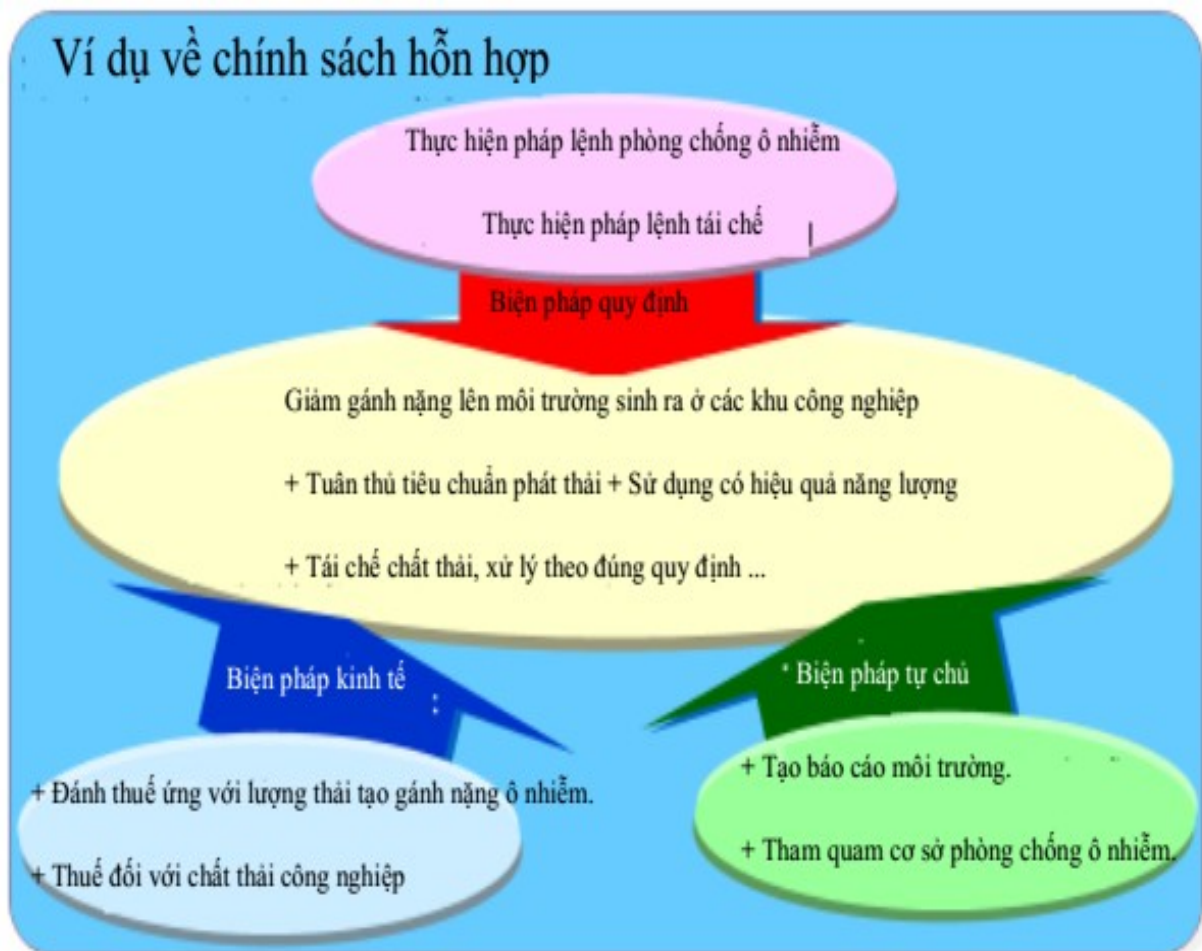 Ví dụ về chính sách hỗn hợp
Thực hiện pháp lệnh phòng chống ô nhiễm
Thực hiện pháp lệnh tái chế
Biện pháp quy định
Giảm gánh nặng lên môi trường sinh ra ở các khu công nghiệp
+ Tuân thủ tiêu chuẩn phát thải + Sử dụng có hiệu quả năng lượng
+ Tái chế chất thải, xử lý theo đúng quy định ...
Biện pháp kinh tế
* Biện pháp tự chủ
+ Đánh thuế ứng với lượng thải tạo gánh nặng ô nhiễm.
+ Thuế đối với chất thải công nghiệp
+ Tạo báo cáo môi trường.
+ Tham quam cơ sở phòng chống ô nhiễm.